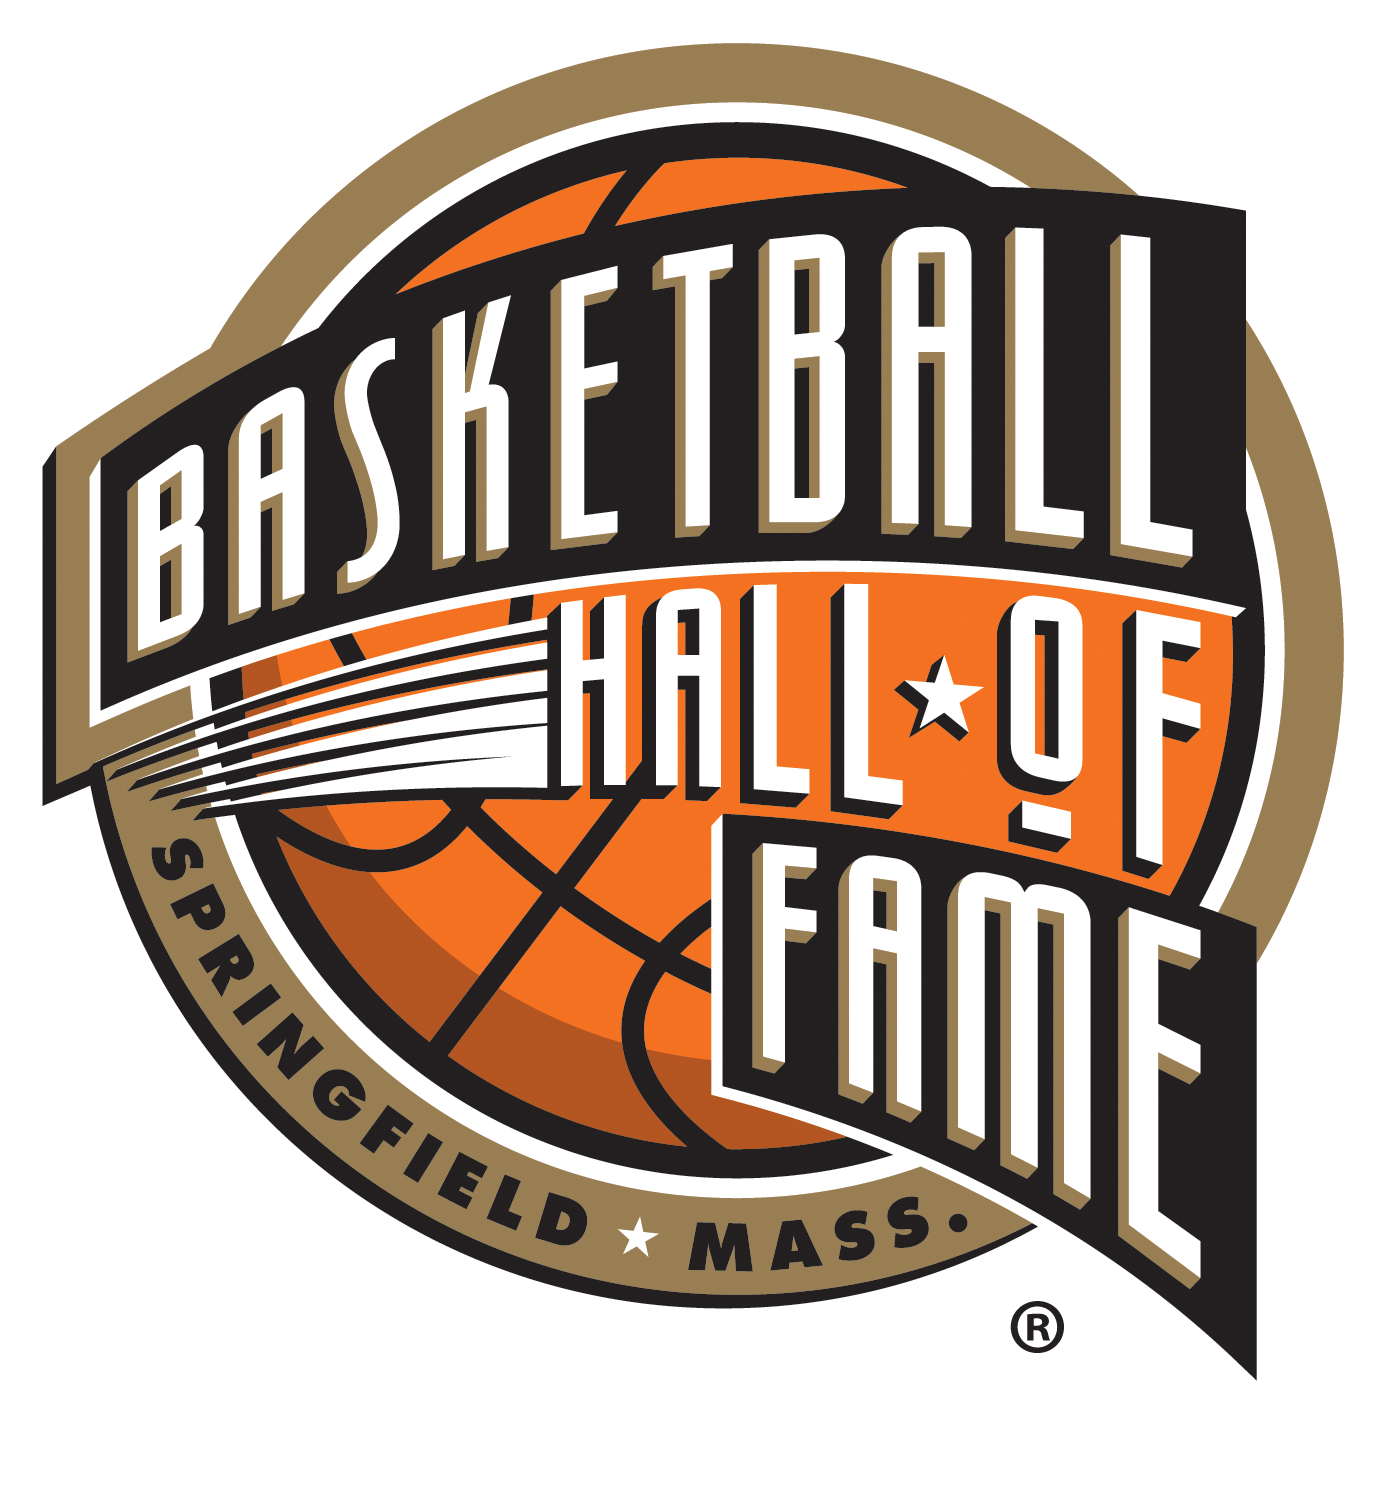 BASKETBALL
HALL★OF
FAME
SPRINGFIELD ★ MASS.
®